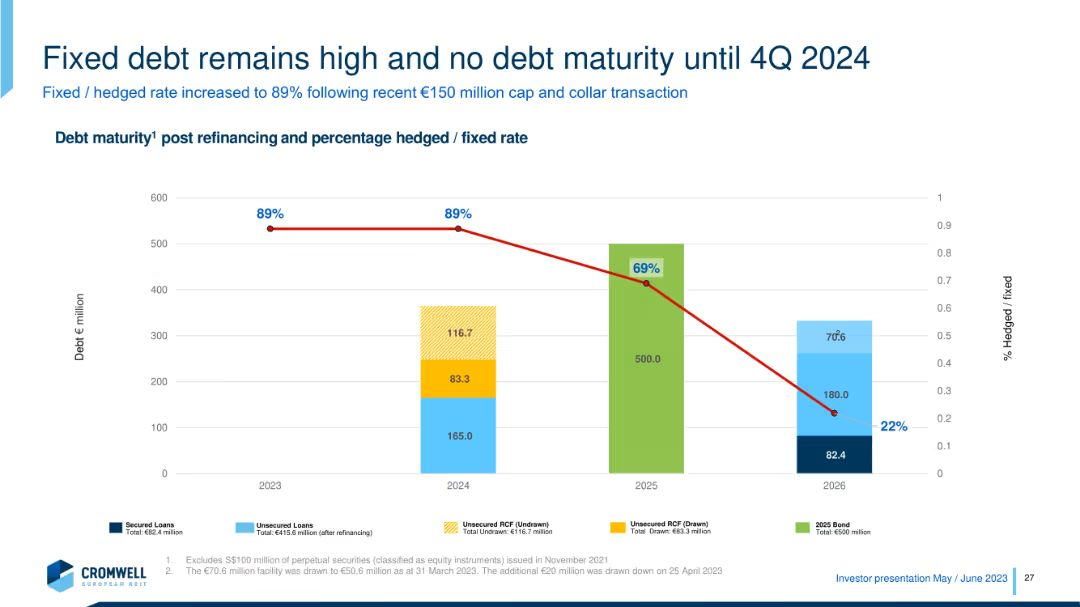 Fixed debt remains high and no debt maturity until 4Q 2024
Fixed / hedged rate increased to 89% following recent €150 million cap and collar transaction
Debt maturity¹ post refinancing and percentage hedged / fixed rate
600
500
400
300
200
100
0
Debt € million
1
0.9
0.8
0.7
0.6
0.5
0.4
0.3
0.2
0.1
0
% Hedged / fixed
89%
89%
69%
22%
116.7
83.3
165.0
500.0
70.6²
180.0
82.4
2023
2024
2025
2026
Secured Loans
Total: €82.4 million
Unsecured Loans
Total: €415.6 million (after refinancing)
Unsecured RCF (Undrawn)
Total Undrawn: €116.7 million
Unsecured RCF (Drawn)
Total Drawn: €83.3 million
2025 Bond
Total: €500 million
1. Excludes S$100 million of perpetual securities (classified as equity instruments) issued in November 2021
2. The €70.6 million facility was drawn to €50.6 million as at 31 March 2023. The additional €20 million was drawn down on 25 April 2023
CROMWELL
EUROPEAN REIT
Investor presentation May / June 2023
27